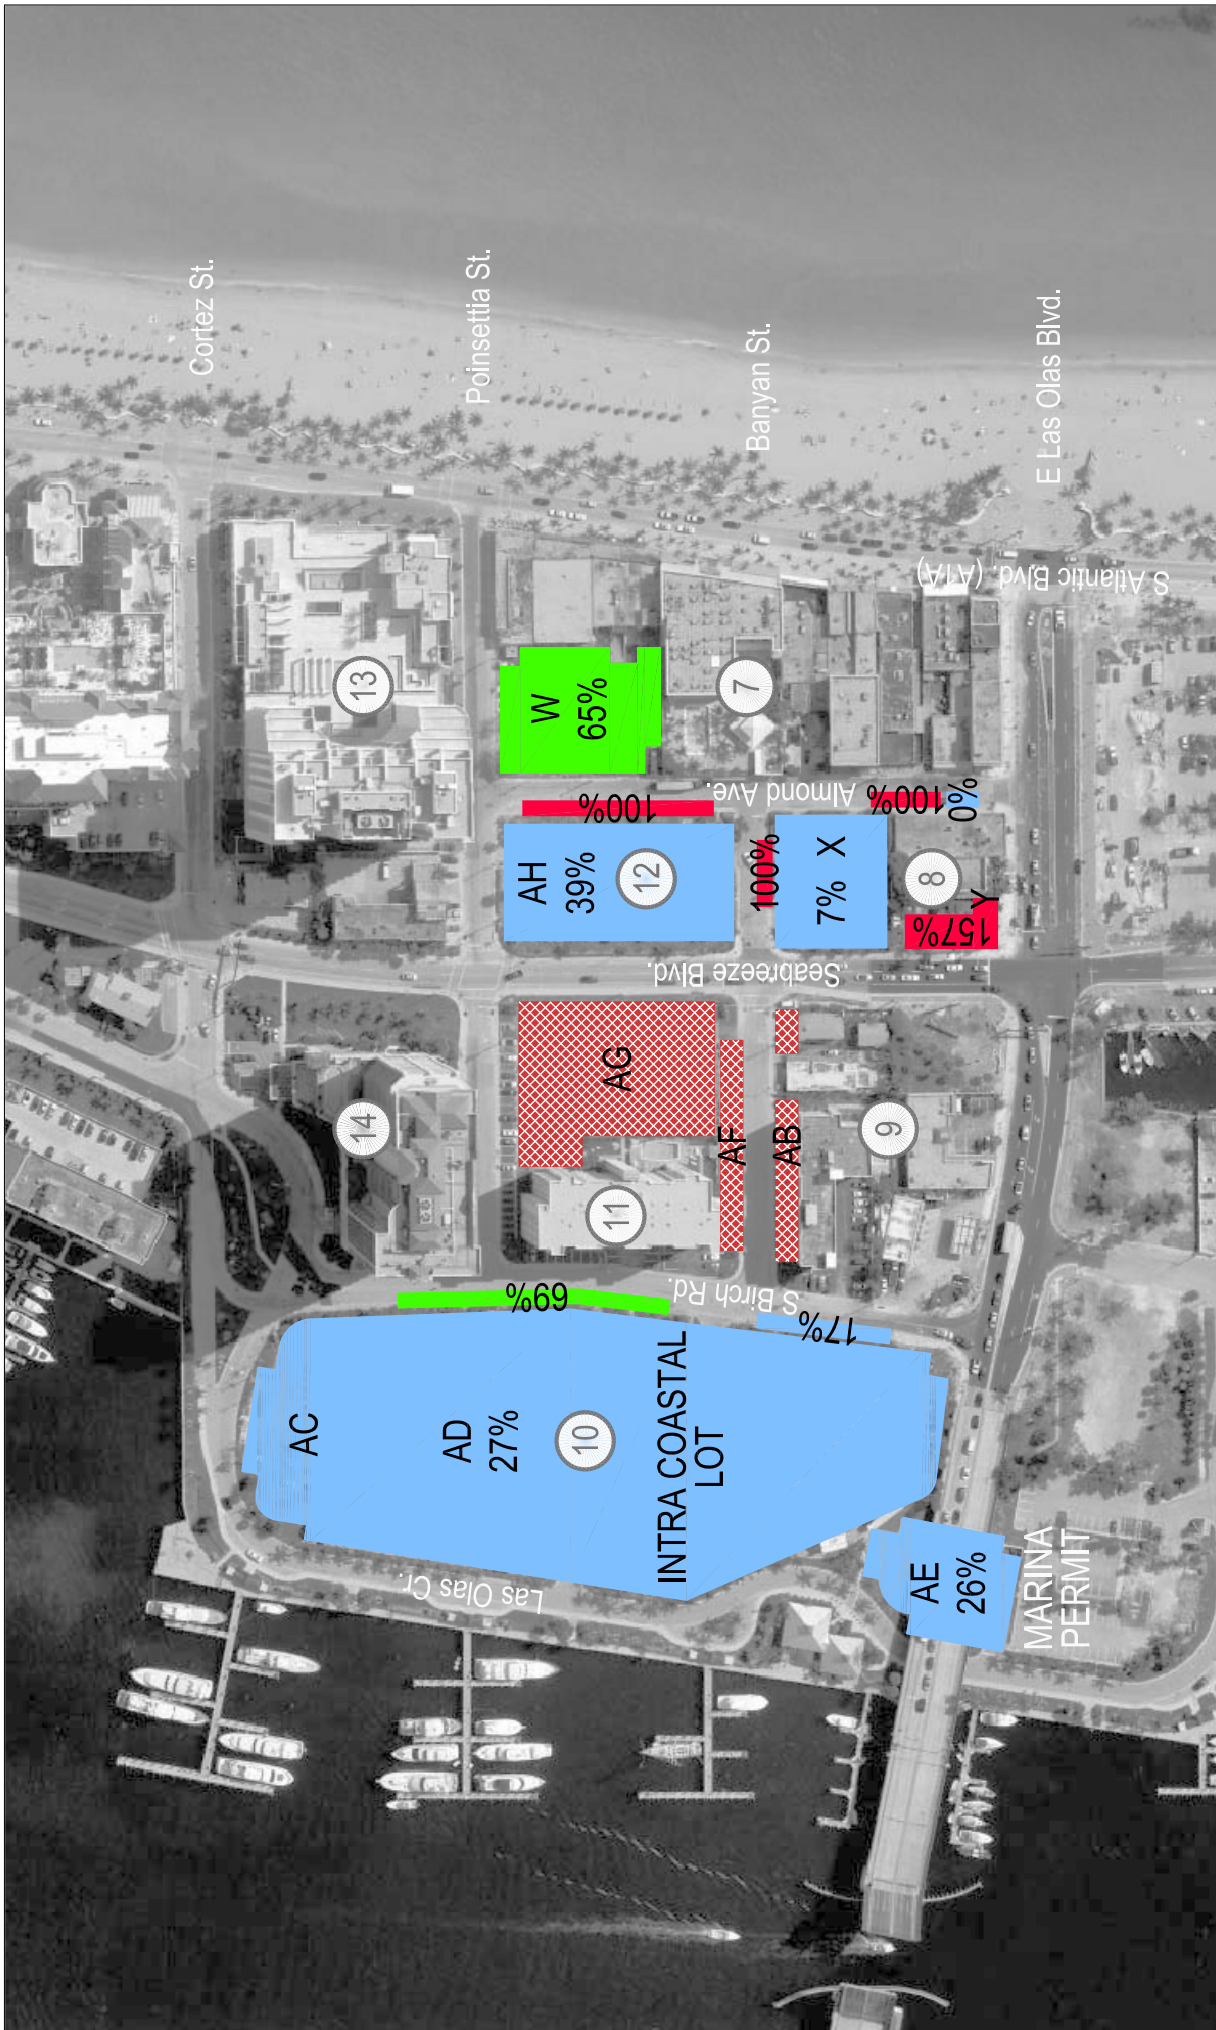 Cortez St.
Poinsettia St.
Banyan St.
E Las Olas Blvd.
S Atlantic Blvd. (A1A)
13
W
65%
7
Almond Ave.
100%
100%
0%
AH
39%
12
100%
7% X
8
Y
157%
Seabreeze Blvd.
AG
14
AF
AB
9
11
69%
S Birch Rd.
17%
AC
AD
27%
10
INTRA COASTAL
LOT
AE
26%
MARINA
PERMIT
Las Olas Cr.